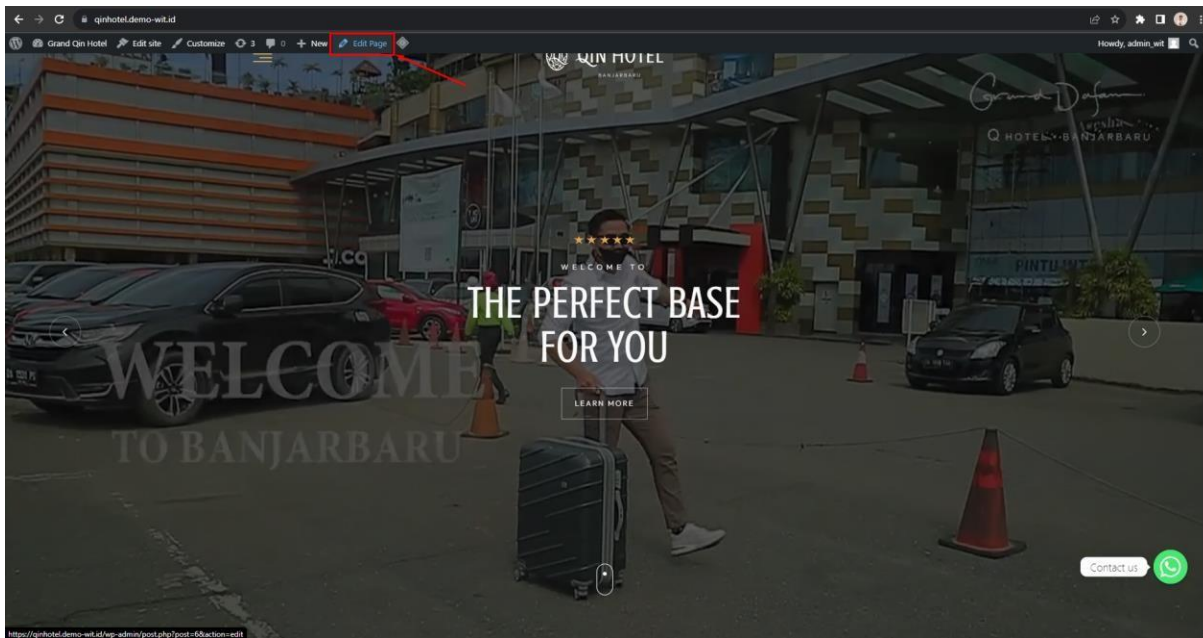 qinhotel.demo-wit.id
Grand Qin Hotel Edit site Customize 3 0 + New Edit Page
Howdy, admin_wit
QIN HOTEL
BANJARBARU
Grand Dafam
Q HOTEL BANJARBARU
★★★★★
WELCOME TO
THE PERFECT BASE
FOR YOU
LEARN MORE
WELCOME
TO BANJARBARU
Contact us
https://qinhotel.demo-wit.id/wp-admin/post.php?post=6&action=edit